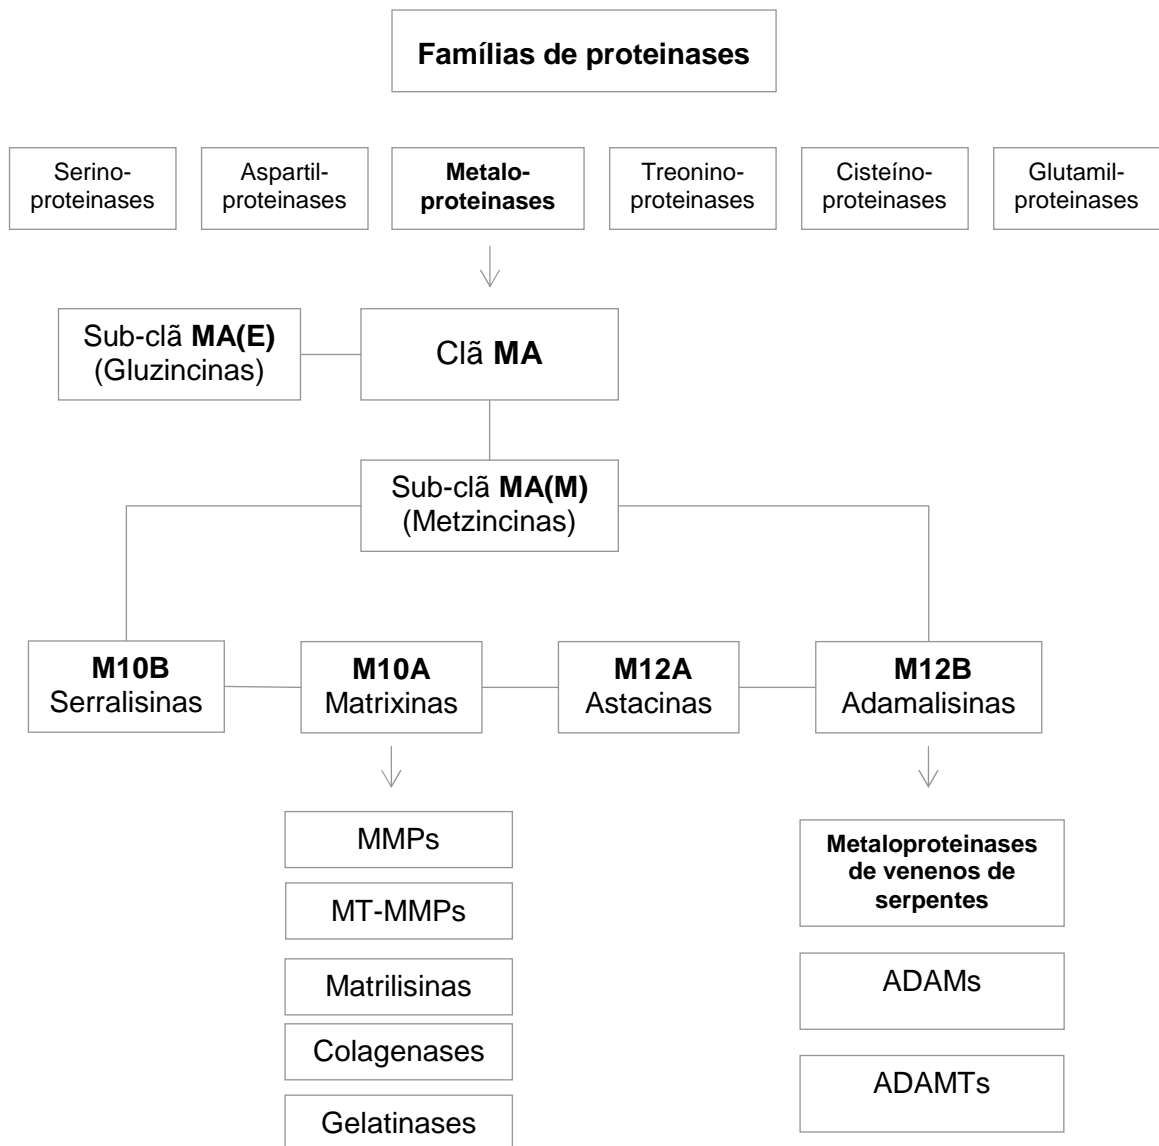 Famílias de proteinases
Serino-
proteinases
Aspartil-
proteinases
Metalo-
proteinases
Treonino-
proteinases
Cisteíno-
proteinases
Glutamil-
proteinases
Sub-clã MA(E)
(Gluzincinas)
Clã MA
Sub-clã MA(M)
(Metzincinas)
M10B
Serralisinas
M10A
Matrixinas
M12A
Astacinas
M12B
Adamalisinas
MMPs
MT-MMPs
Matrilisinas
Colagenases
Gelatinases
Metaloproteinases
de venenos de
serpentes
ADAMs
ADAMTs